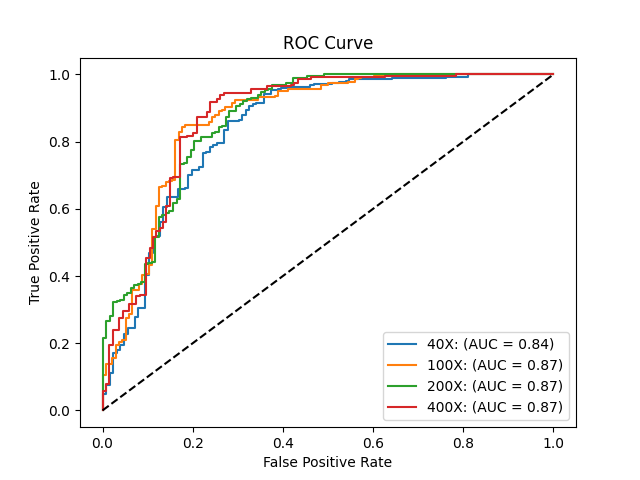 ROC Curve
True Positive Rate
1.0
0.8
0.6
0.4
0.2
0.0
40X: (AUC = 0.84)
100X: (AUC = 0.87)
200X: (AUC = 0.87)
400X: (AUC = 0.87)
0.0 0.2 0.4 0.6 0.8 1.0
False Positive Rate